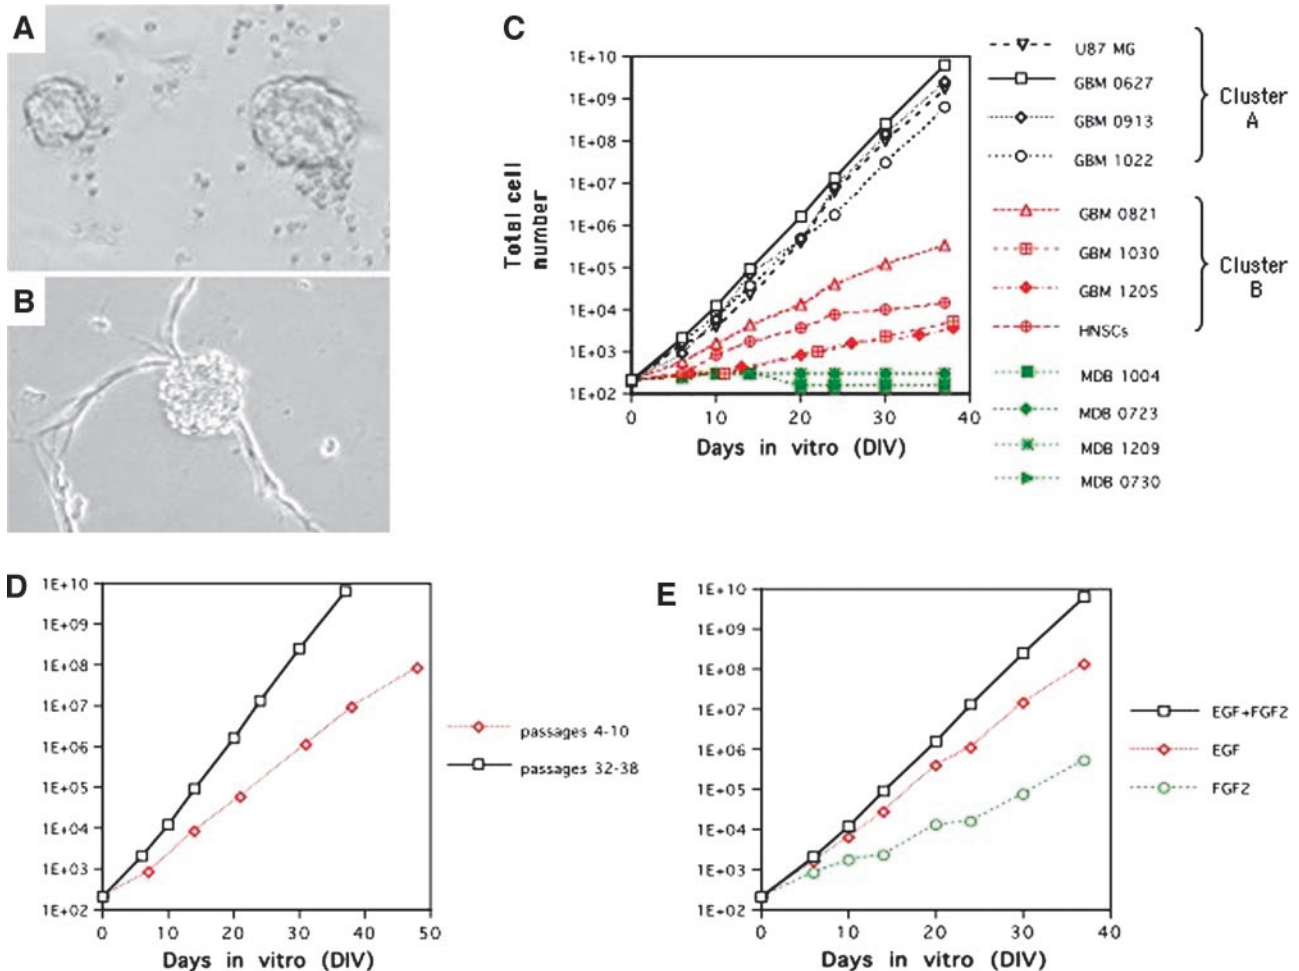 A
B
C
1E+10
1E+09
1E+08
1E+07
1E+06
1E+05
1E+04
1E+03
1E+02
Total cell
number
0
10
20
30
40
Days in vitro (DIV)
U87 MG
GBM 0627
GBM 0913
GBM 1022
Cluster
A
GBM 0821
GBM 1030
GBM 1205
HNSCs
Cluster
B
MDB 1004
MDB 0723
MDB 1209
MDB 0730
D
1E+10
1E+09
1E+08
1E+07
1E+06
1E+05
1E+04
1E+03
1E+02
0
10
20
30
40
50
Days in vitro (DIV)
passages 4-10
passages 32-38
E
1E+10
1E+09
1E+08
1E+07
1E+06
1E+05
1E+04
1E+03
1E+02
0
10
20
30
40
Days in vitro (DIV)
EGF+FGF2
EGF
FGF2